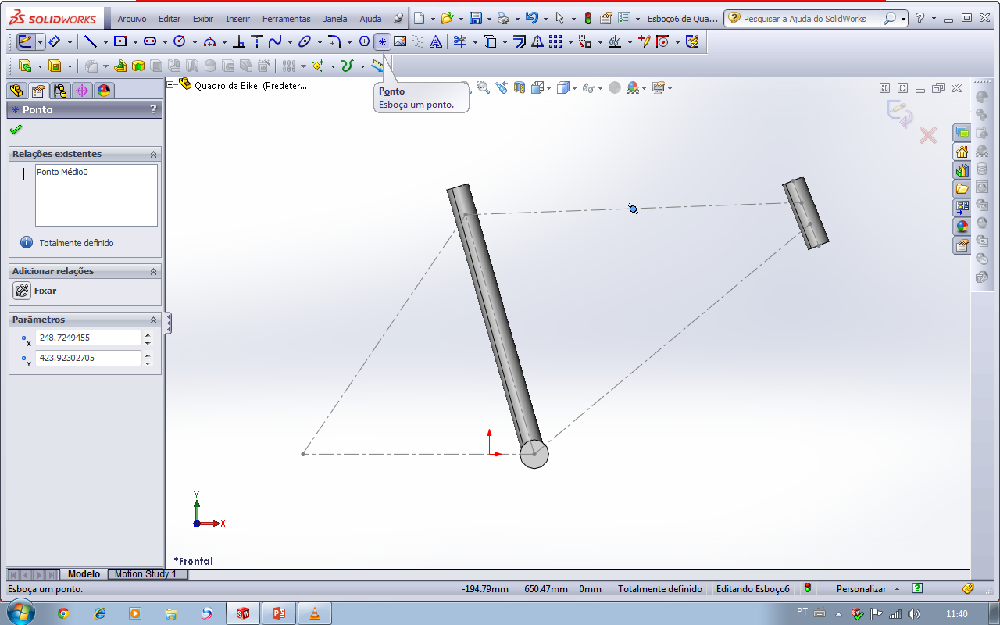 SOLIDWORKS Arquivo Editar Exibir Inserir Ferramentas Janela Ajuda Esboço6 de Qua... Pesquisar a Ajuda do SolidWorks
Quadro da Bike (Predeter...
Ponto
Esboça um ponto.
Ponto ?
Relações existentes
Ponto Médio0
Totalmente definido
Adicionar relações
Fixar
Parâmetros
X 248.7249455
Y 423.92302705
Y
X
*Frontal
Modelo Motion Study 1
Esboça um ponto. -194.79mm 650.47mm 0mm Totalmente definido Editando Esboço6 Personalizar
PT 11:40